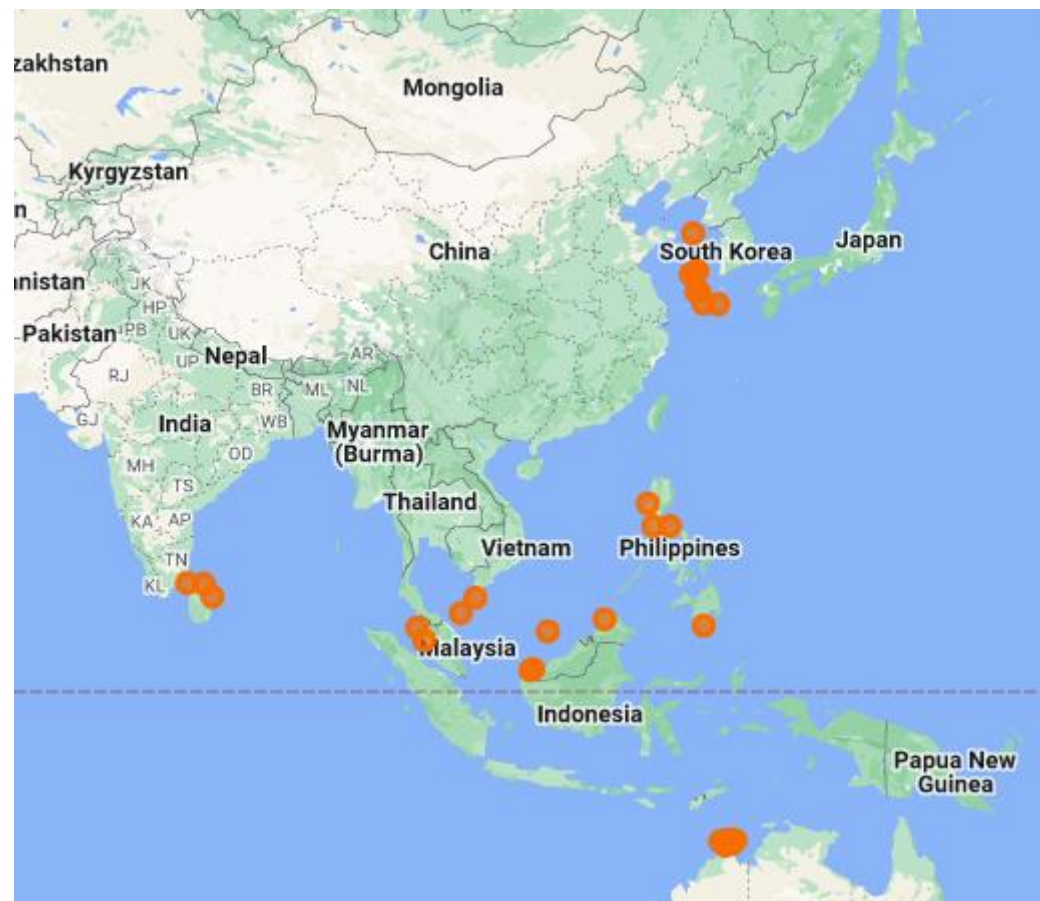 zakhstan
Mongolia
Kyrgyzstan
n
China
South Korea
Japan
anistan
JK
HP
Pakistan
PB
UK
UP
Nepal
AR
RJ
BR
ML
NL
GJ
India
WB
Myanmar
(Burma)
MH
OD
TS
Thailand
KA
AP
Vietnam
Philippines
TN
KL
Malaysia
Indonesia
Papua New
Guinea